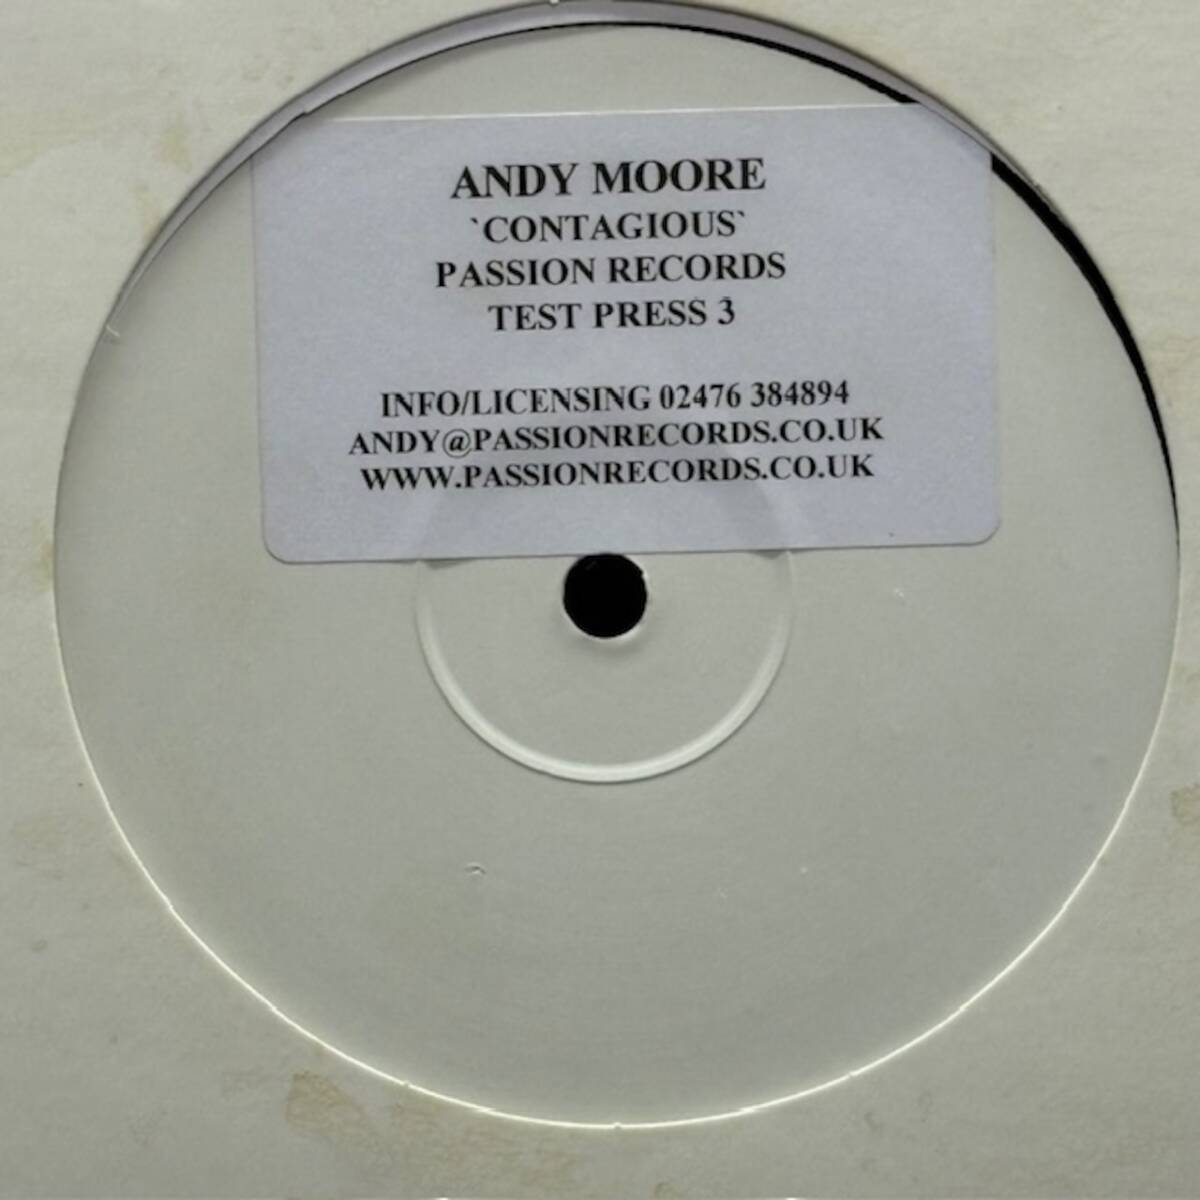 ANDY MOORE
`CONTAGIOUS`
PASSION RECORDS
TEST PRESS 3
INFO/LICENSING 02476 384894
ANDY@PASSIONRECORDS.CO.UK
WWW.PASSIONRECORDS.CO.UK